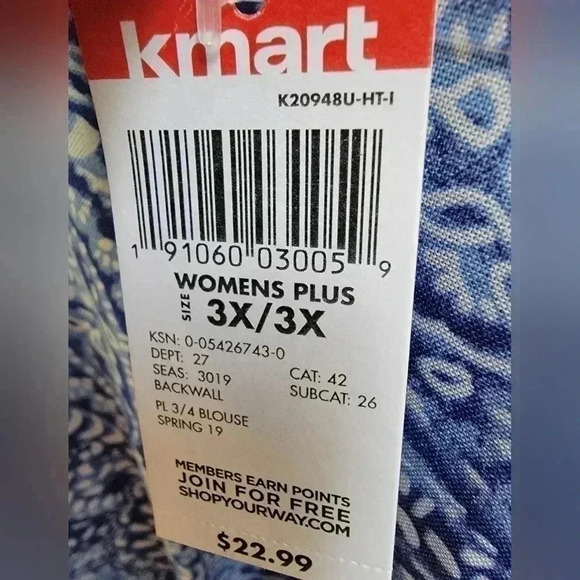 kmart
K20948U-HT-I
1 91060 03005 9
WOMENS PLUS
SIZE 3X/3X
KSN: 0-05426743-0
DEPT: 27 CAT: 42
SEAS: 3019 SUBCAT: 26
BACKWALL
PL 3/4 BLOUSE
SPRING 19
MEMBERS EARN POINTS
JOIN FOR FREE
SHOPYOURWAY.COM
$22.99